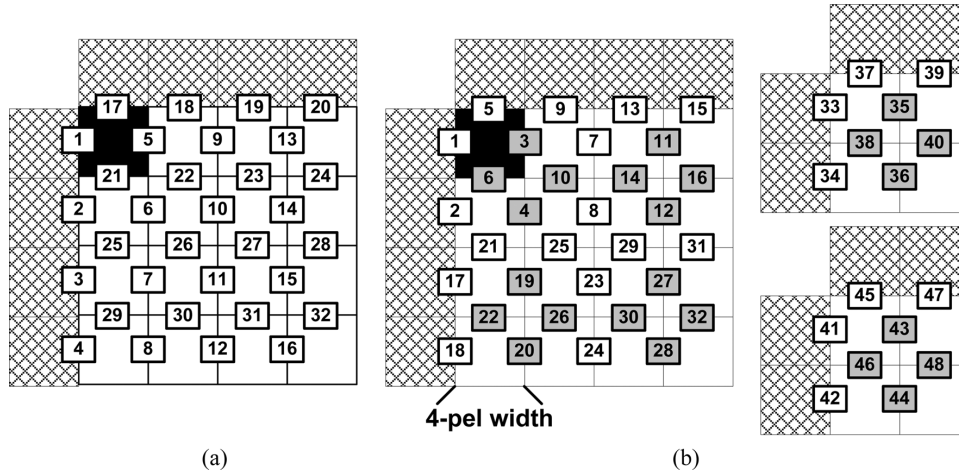 17 18 19 20
1 5 9 13
21 22 23 24
2 6 10 14
25 26 27 28
3 7 11 15
29 30 31 32
4 8 12 16
(a)
5 9 13 15
1 3 7 11
6 10 14 16
2 4 8 12
21 25 29 31
17 19 23 27
22 26 30 32
18 20 24 28
4-pel width
37 39
33 35
38 40
34 36
45 47
41 43
46 48
42 44
(b)